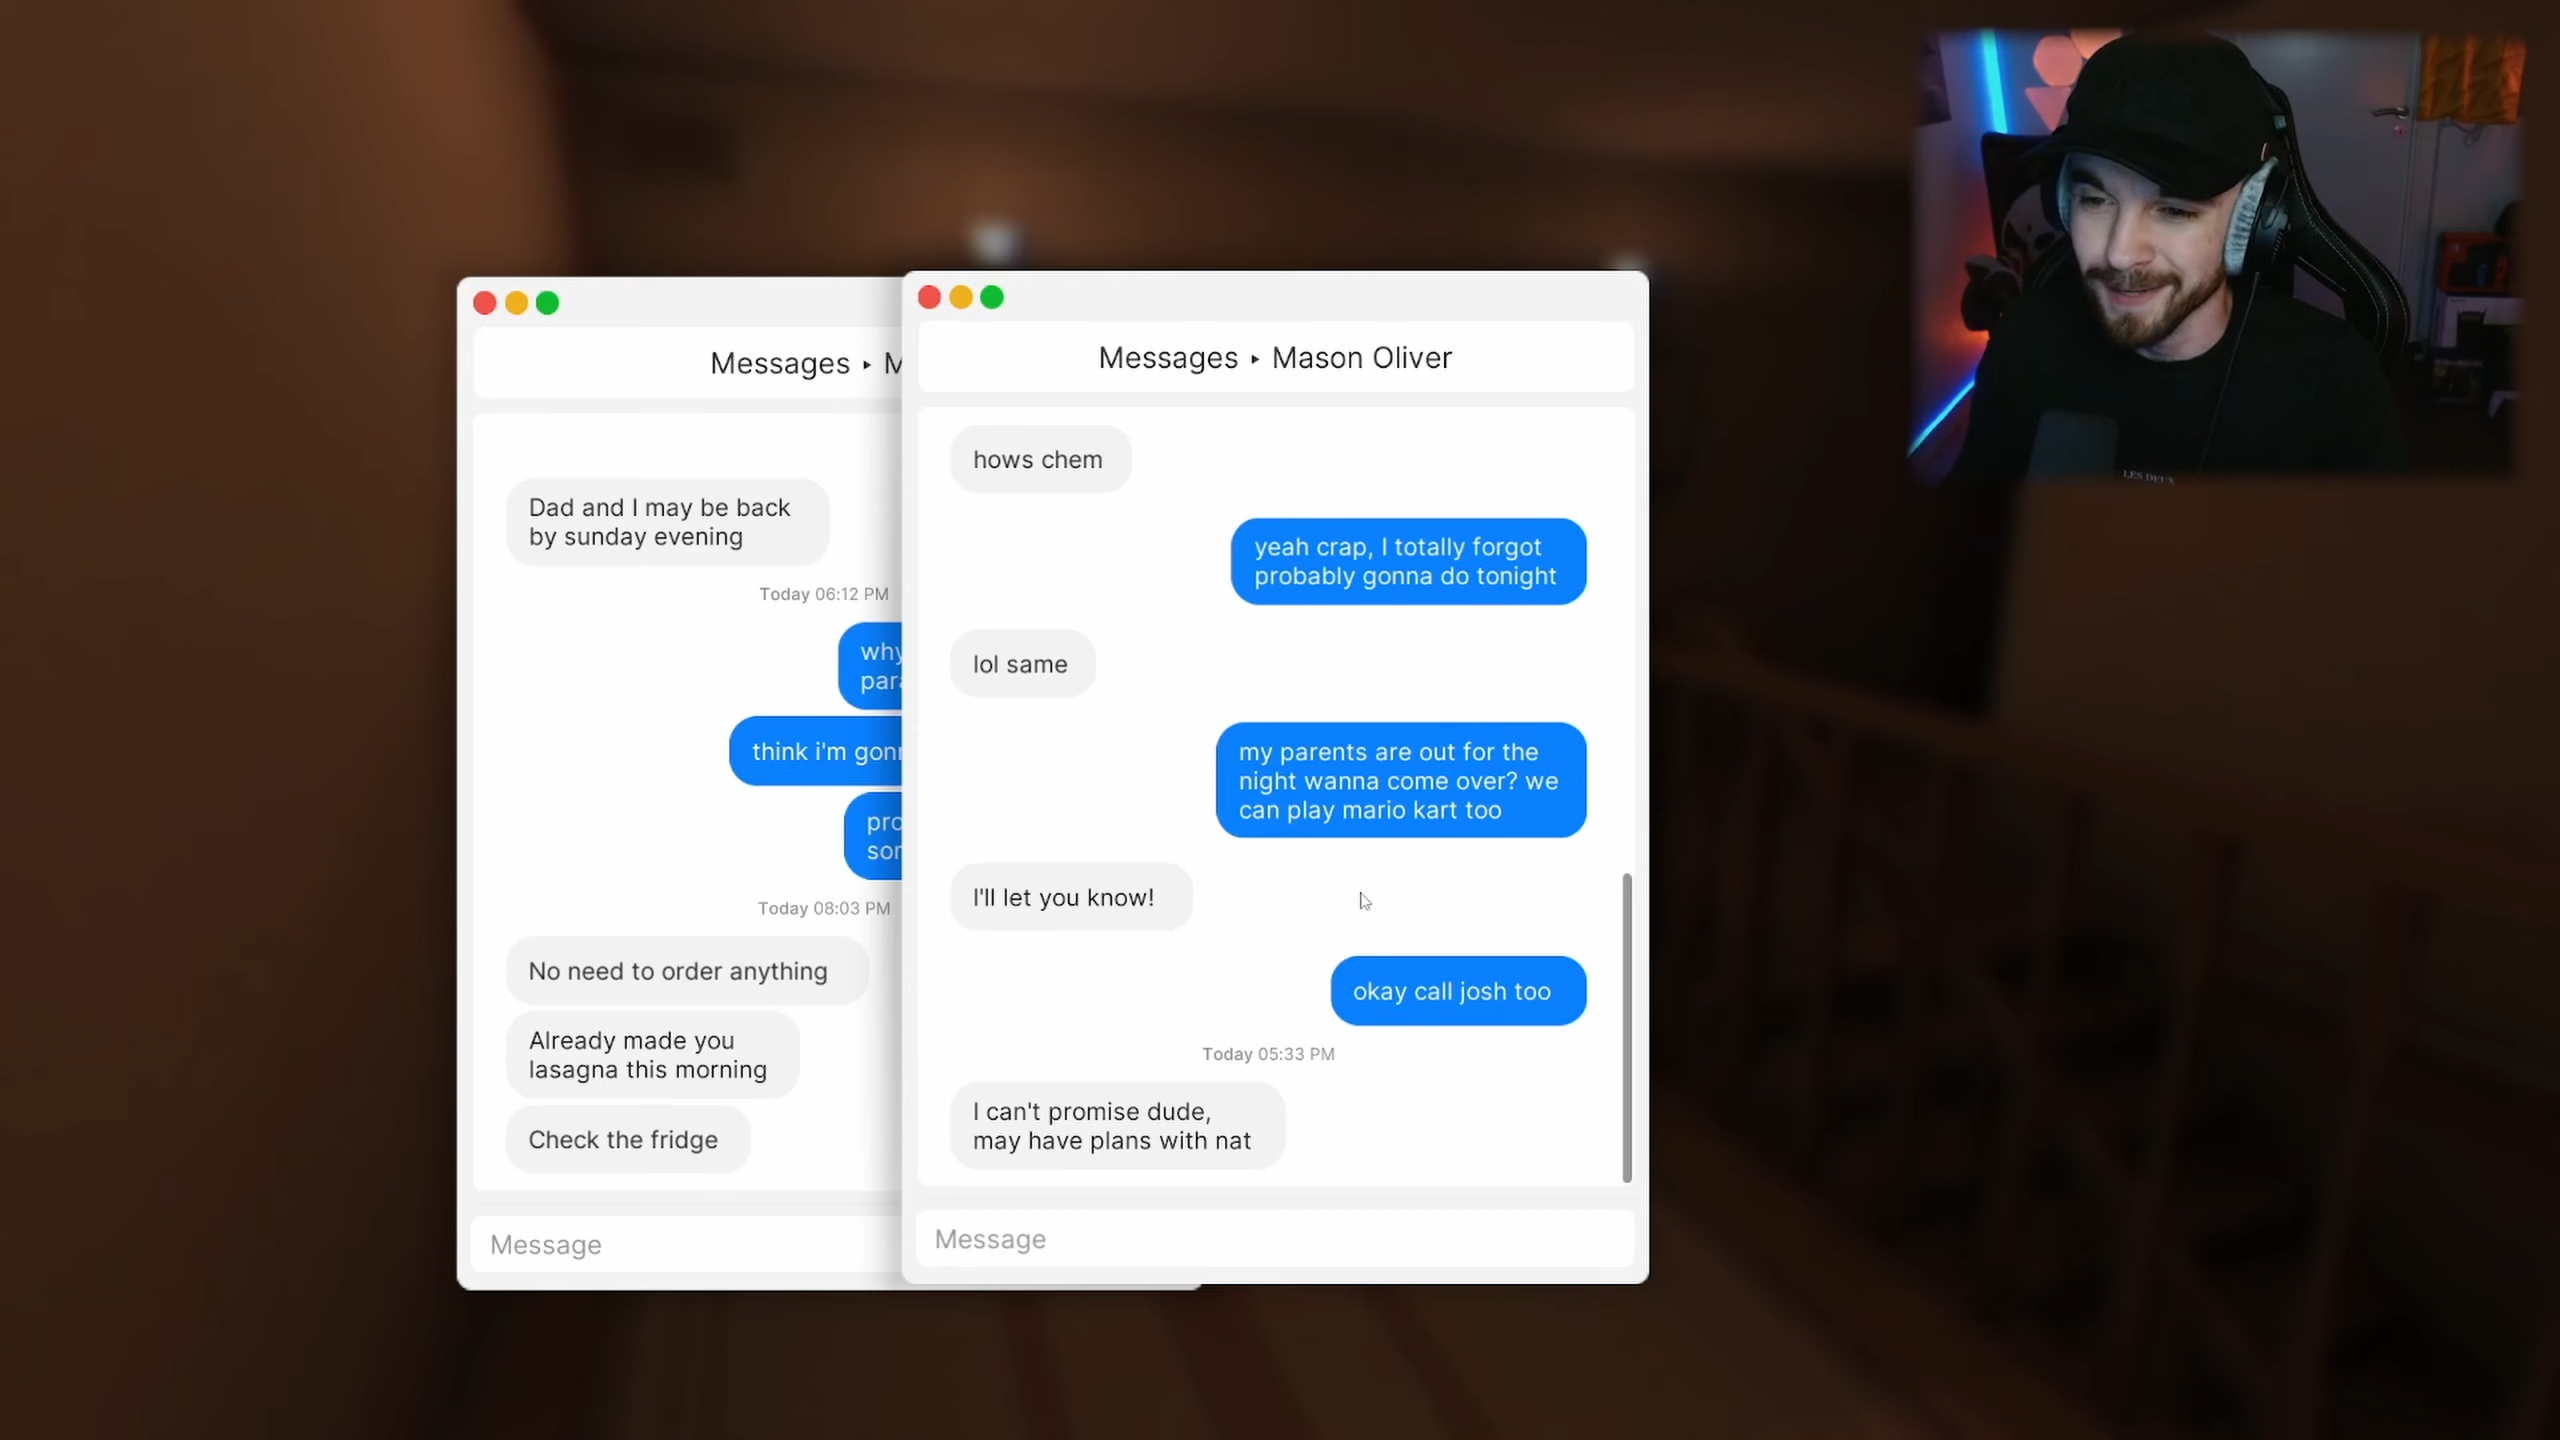 Messages ▸ M
Dad and I may be back
by sunday evening
Today 06:12 PM
why
para
think i'm gonn
pro
sor
Today 08:03 PM
No need to order anything
Already made you
lasagna this morning
Check the fridge
Message
Messages ▸ Mason Oliver
hows chem
yeah crap, I totally forgot
probably gonna do tonight
lol same
my parents are out for the
night wanna come over? we
can play mario kart too
I'll let you know!
okay call josh too
Today 05:33 PM
I can't promise dude,
may have plans with nat
Message
LES DEUX